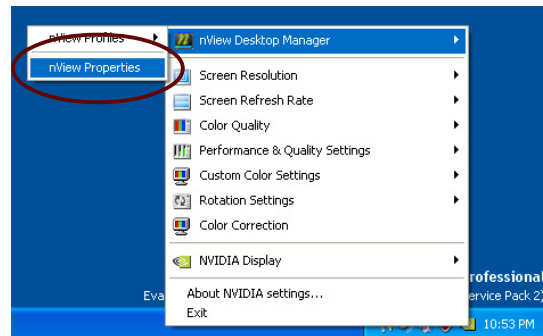 nView Profiles
nView Properties
nView Desktop Manager
Screen Resolution
Screen Refresh Rate
Color Quality
Performance & Quality Settings
Custom Color Settings
Rotation Settings
Color Correction
NVIDIA Display
About NVIDIA settings...
Exit
rofessional
Eva
ervice Pack 2)
10:53 PM